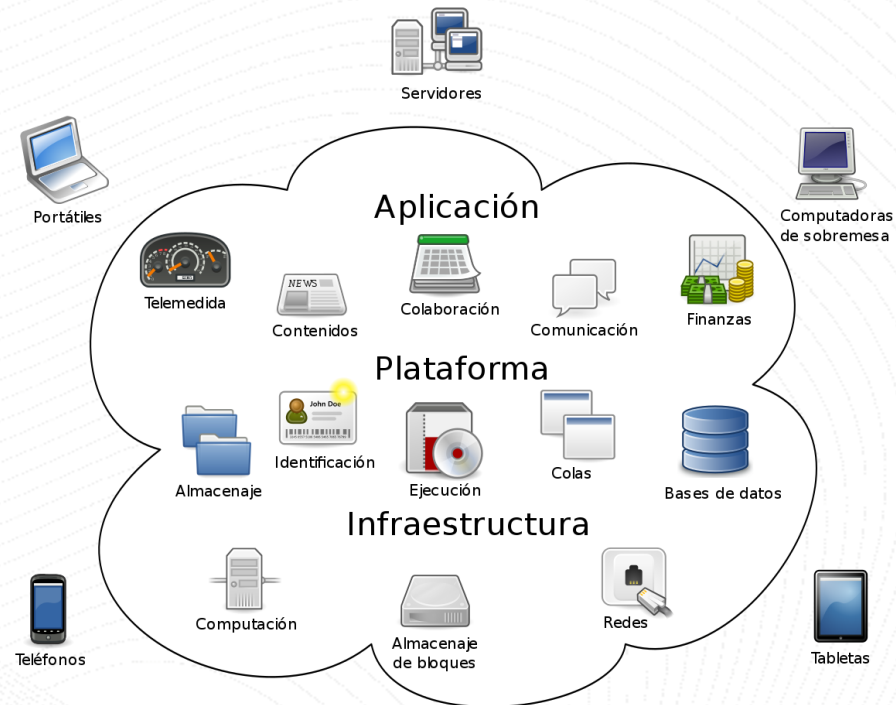 Servidores
Portátiles
Computadoras
de sobremesa
Aplicación
Telemedida
NEWS
Contenidos
Colaboración
Comunicación
Finanzas
Plataforma
Almacenaje
John Doe
Identificación
Ejecución
Colas
Bases de datos
Infraestructura
Computación
Almacenaje
de bloques
Redes
Teléfonos
Tabletas